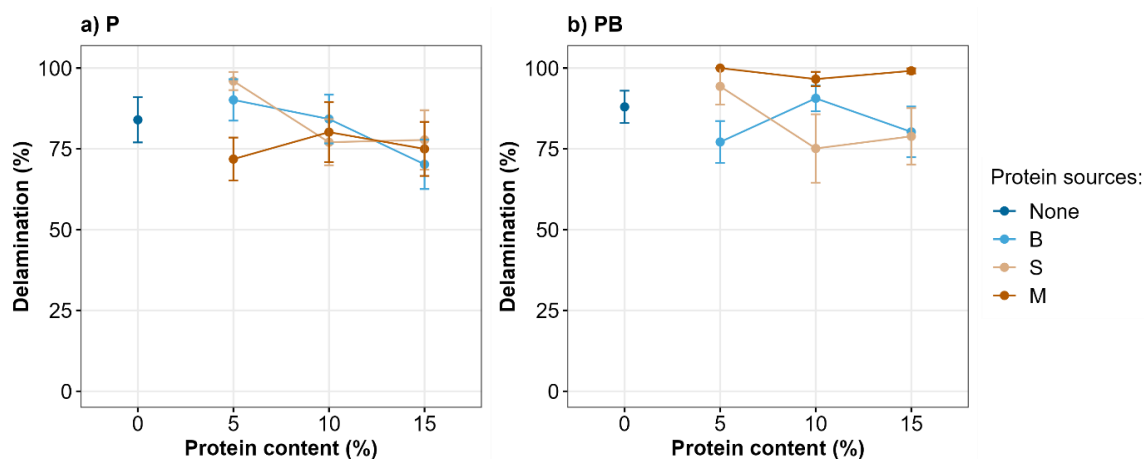 a) P
b) PB
Delamination (%)
100
75
50
25
0
0 5 10 15
Protein content (%)
Delamination (%)
100
75
50
25
0
0 5 10 15
Protein content (%)
Protein sources:
None
B
S
M